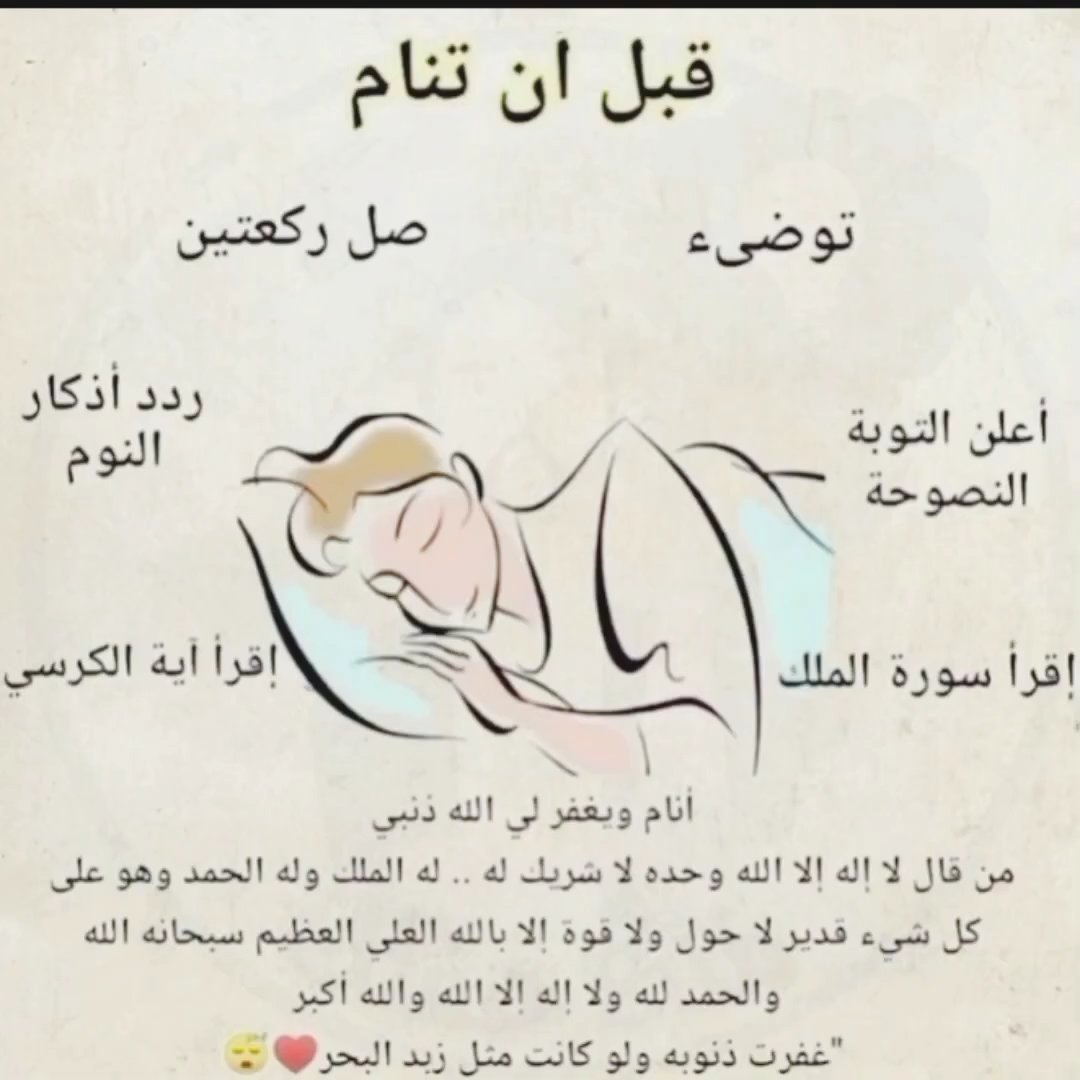 قبل ان تنام
توضىء
صل ركعتين
أعلن التوبة
النصوحة
ردد أذكار
النوم
إقرأ سورة الملك
إقرأ آية الكرسي
أنام ويغفر لي الله ذنبي
من قال لا إله إلا الله وحده لا شريك له .. له الملك وله الحمد وهو على
كل شيء قدير لا حول ولا قوة إلا بالله العلي العظيم سبحانه الله
والحمد لله ولا إله إلا الله والله أكبر
"غفرت ذنوبه ولو كانت مثل زبد البحر❤️😴